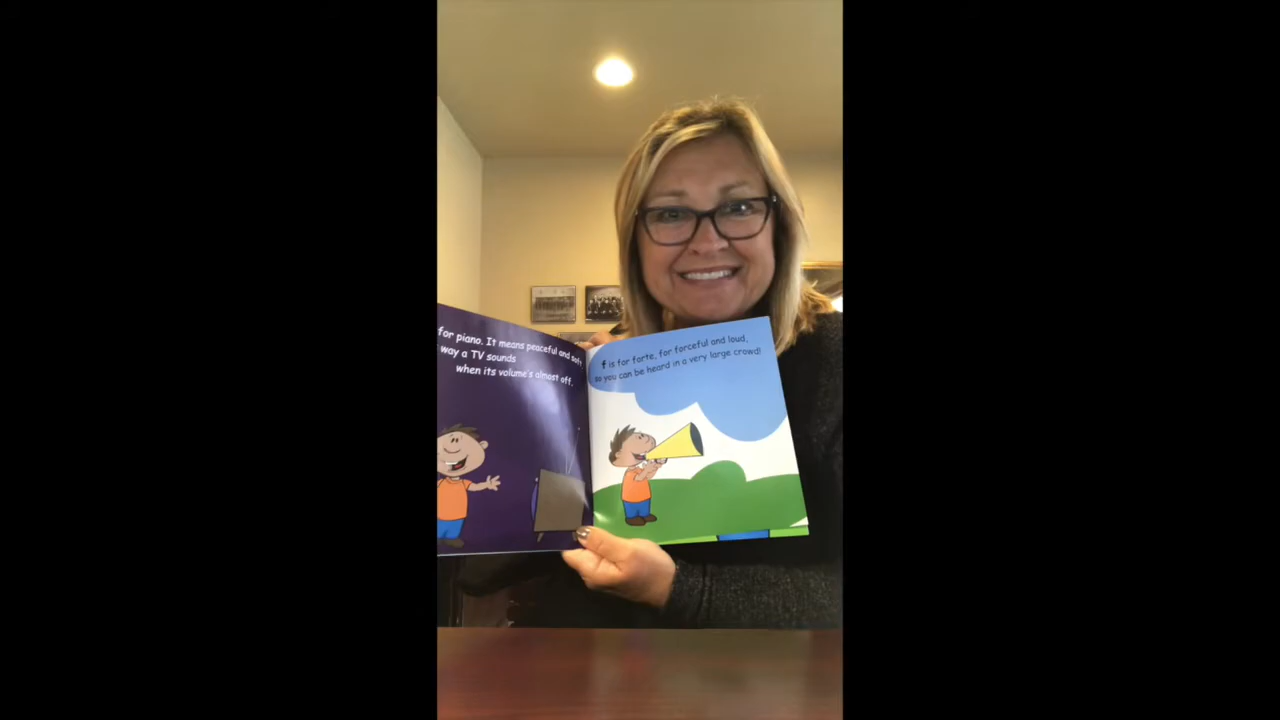 for piano. It means peaceful and soft
way a TV sounds
when its volume's almost off.
f is for forte, for forceful and loud,
so you can be heard in a very large crowd!